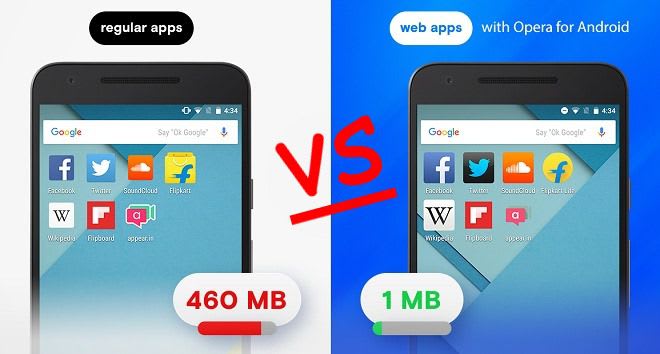 regular apps
4:34
Google Say "Ok Google"
Facebook Twitter SoundCloud Flipkart
W
Wikipedia Flipboard appear.in
460 MB
VS
web apps with Opera for Android
4:34
Google Say "Ok Google"
Facebook Twitter SoundCloud Flipkart Lite
W
Wikipedia Flipboard appear.in
1 MB